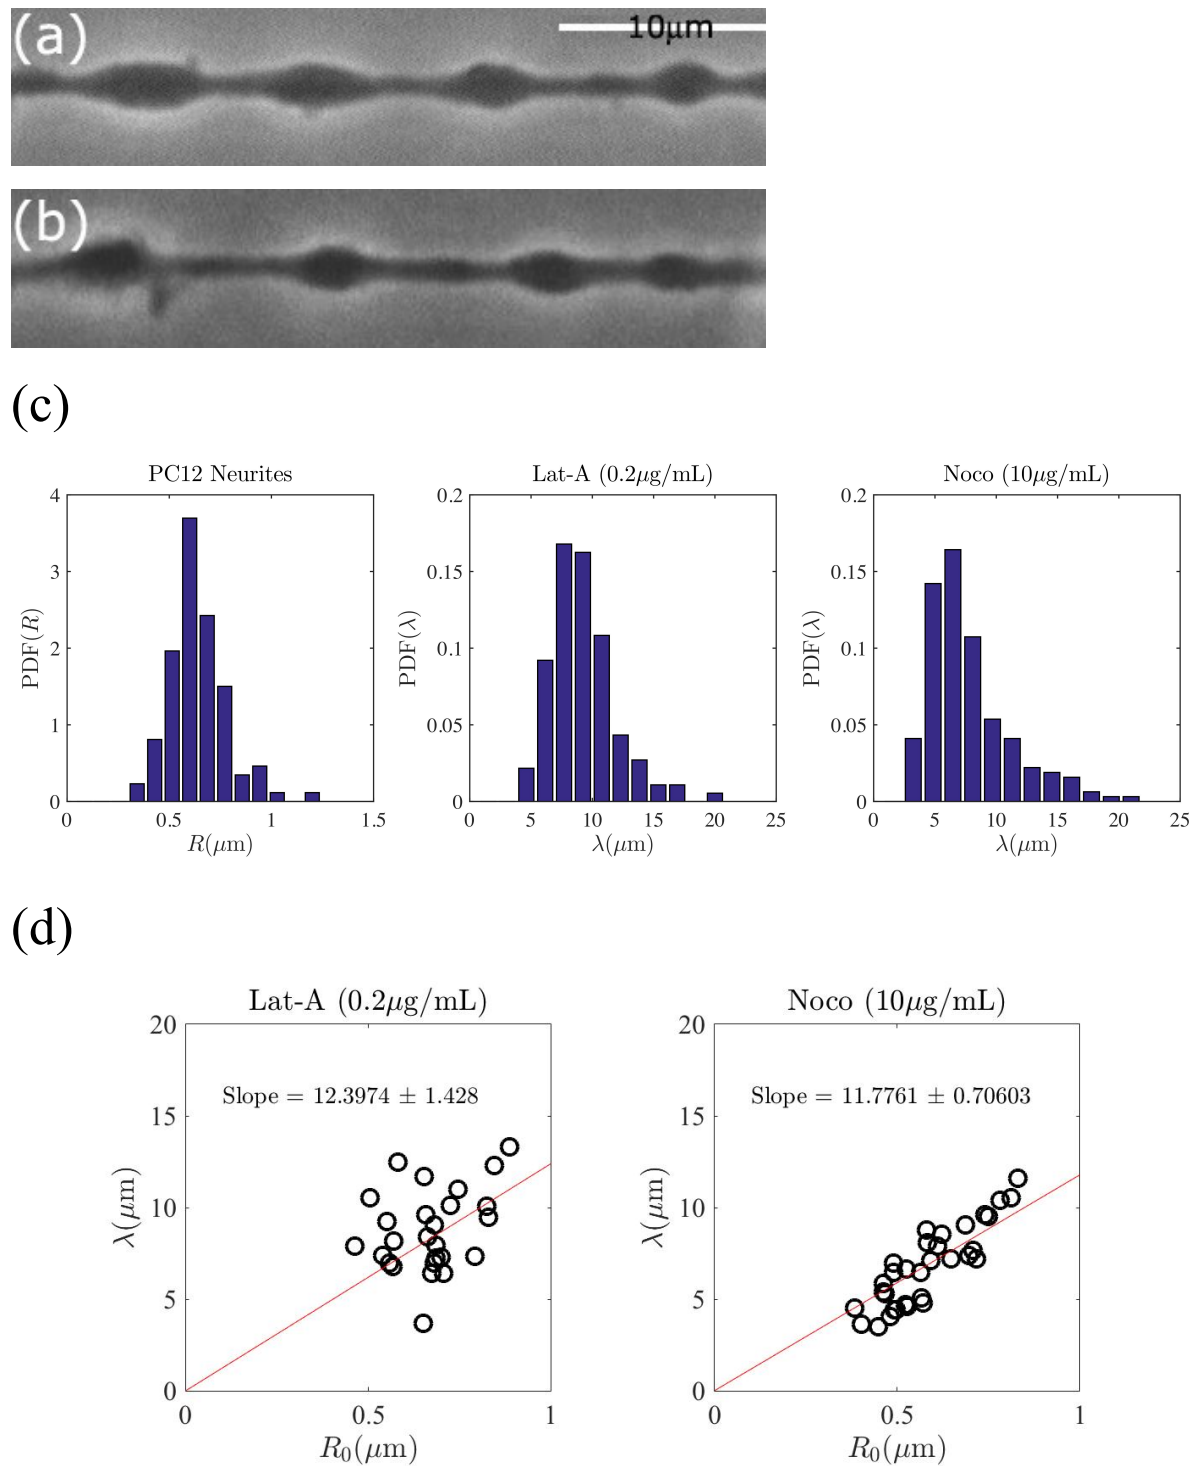 (a)
10μm
(b)
(c)
PC12 Neurites
4
3
2
1
0
PDF(R)
0 0.5 1 1.5
R(μm)
Lat-A (0.2μg/mL)
0.2
0.15
0.1
0.05
0
PDF(λ)
0 5 10 15 20 25
λ(μm)
Noco (10μg/mL)
0.2
0.15
0.1
0.05
0
PDF(λ)
0 5 10 15 20 25
λ(μm)
(d)
Lat-A (0.2μg/mL)
20
15
10
5
0
λ(μm)
Slope = 12.3974 ± 1.428
0 0.5 1
R₀(μm)
Noco (10μg/mL)
20
15
10
5
0
λ(μm)
Slope = 11.7761 ± 0.70603
0 0.5 1
R₀(μm)